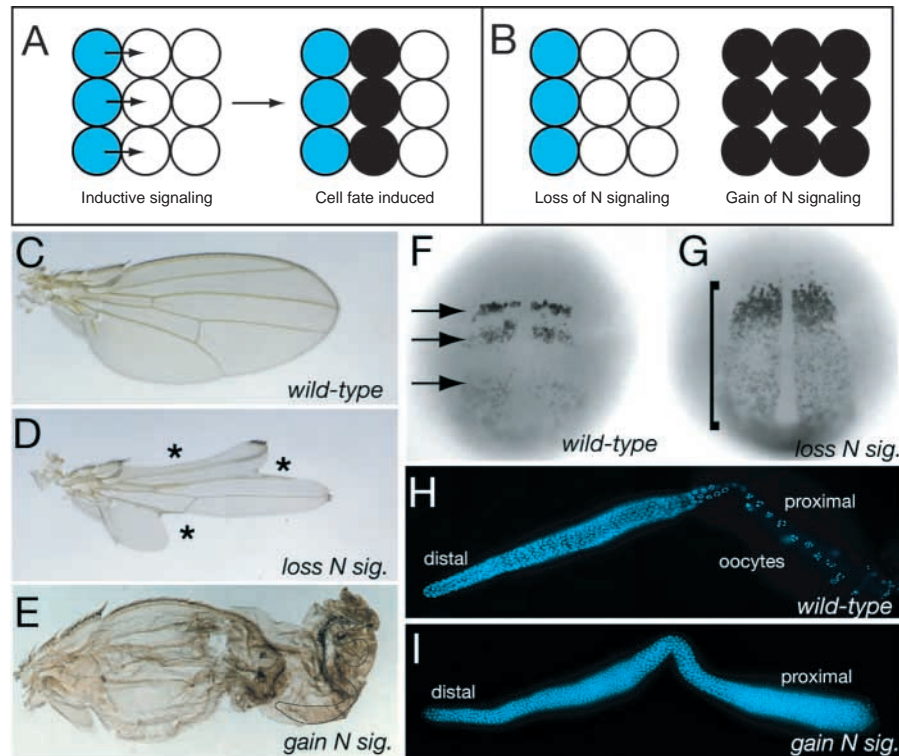 A
Inductive signaling
Cell fate induced
B
Loss of N signaling
Gain of N signaling
C
wild-type
D
* * *
loss N sig.
E
gain N sig.
F
wild-type
G
loss N sig.
H
distal
proximal
oocytes
wild-type
I
distal
proximal
gain N sig.